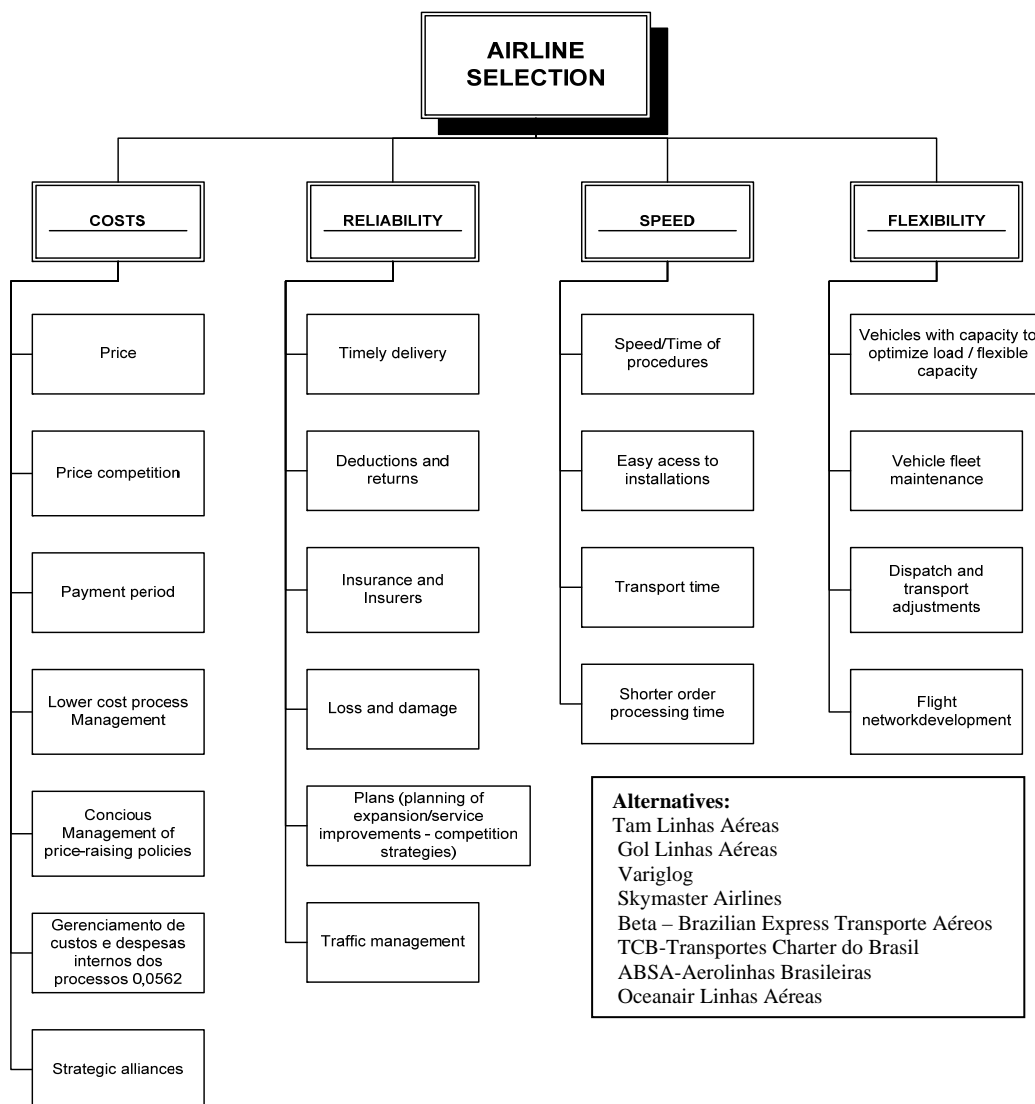 AIRLINE
SELECTION
COSTS
RELIABILITY
SPEED
FLEXIBILITY
Price
Price competition
Payment period
Lower cost process
Management
Concious
Management of
price-raising policies
Gerenciamento de
custos e despesas
internos dos
processos 0,0562
Strategic alliances
Timely delivery
Deductions and
returns
Insurance and
Insurers
Loss and damage
Plans (planning of
expansion/service
improvements - competition
strategies)
Traffic management
Speed/Time of
procedures
Easy acess to
installations
Transport time
Shorter order
processing time
Vehicles with capacity to
optimize load / flexible
capacity
Vehicle fleet
maintenance
Dispatch and
transport
adjustments
Flight
networkdevelopment
Alternatives:
Tam Linhas Aéreas
Gol Linhas Aéreas
Variglog
Skymaster Airlines
Beta – Brazilian Express Transporte Aéreos
TCB-Transportes Charter do Brasil
ABSA-Aerolinhas Brasileiras
Oceanair Linhas Aéreas